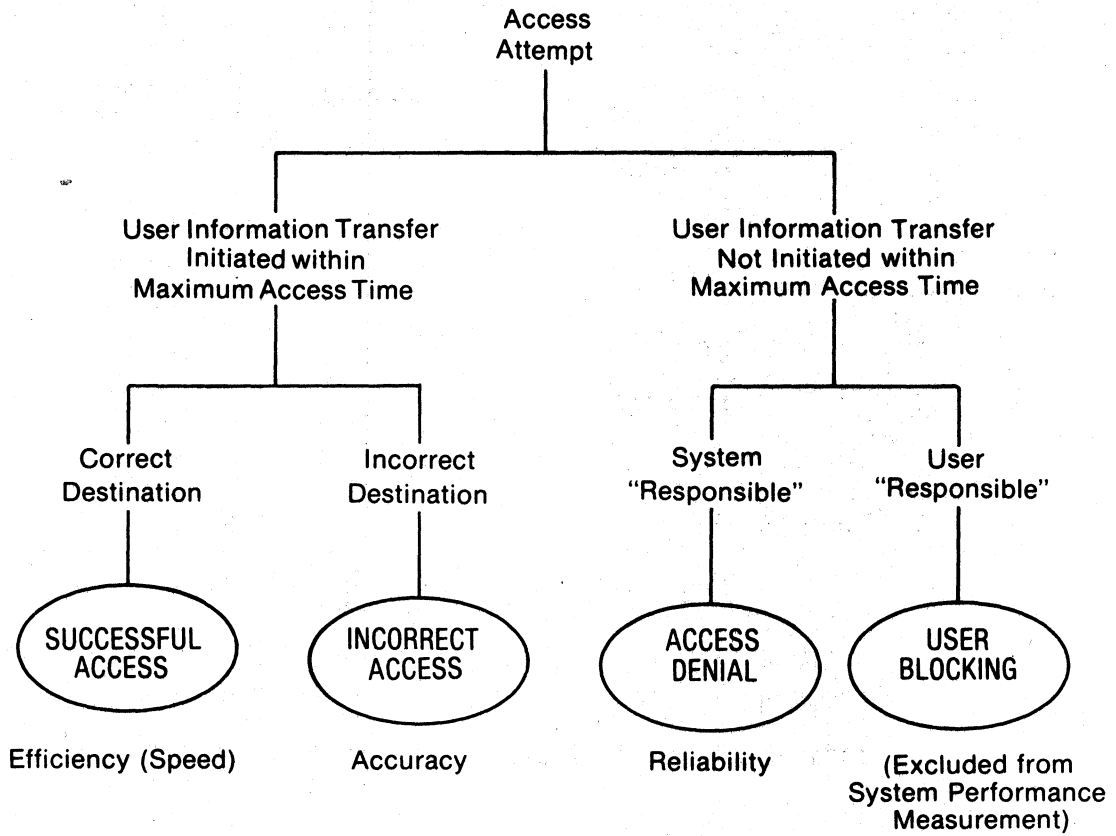 Access
Attempt
User Information Transfer
Initiated within
Maximum Access Time
User Information Transfer
Not Initiated within
Maximum Access Time
Correct
Destination
Incorrect
Destination
System
“Responsible”
User
“Responsible”
SUCCESSFUL
ACCESS
INCORRECT
ACCESS
ACCESS
DENIAL
USER
BLOCKING
Efficiency (Speed)
Accuracy
Reliability
(Excluded from
System Performance
Measurement)